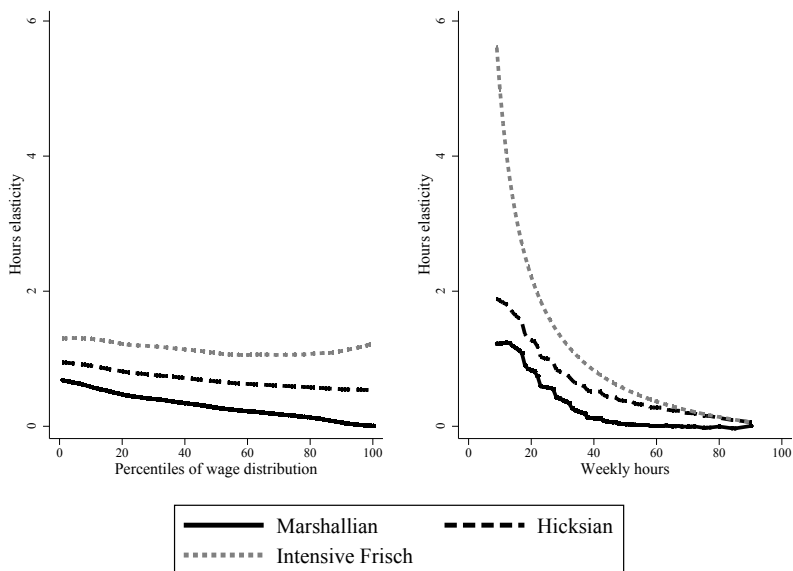 Hours elasticity
6
4
2
0
0 20 40 60 80 100
Percentiles of wage distribution
Hours elasticity
6
4
2
0
0 20 40 60 80 100
Weekly hours
Marshallian Hicksian
Intensive Frisch